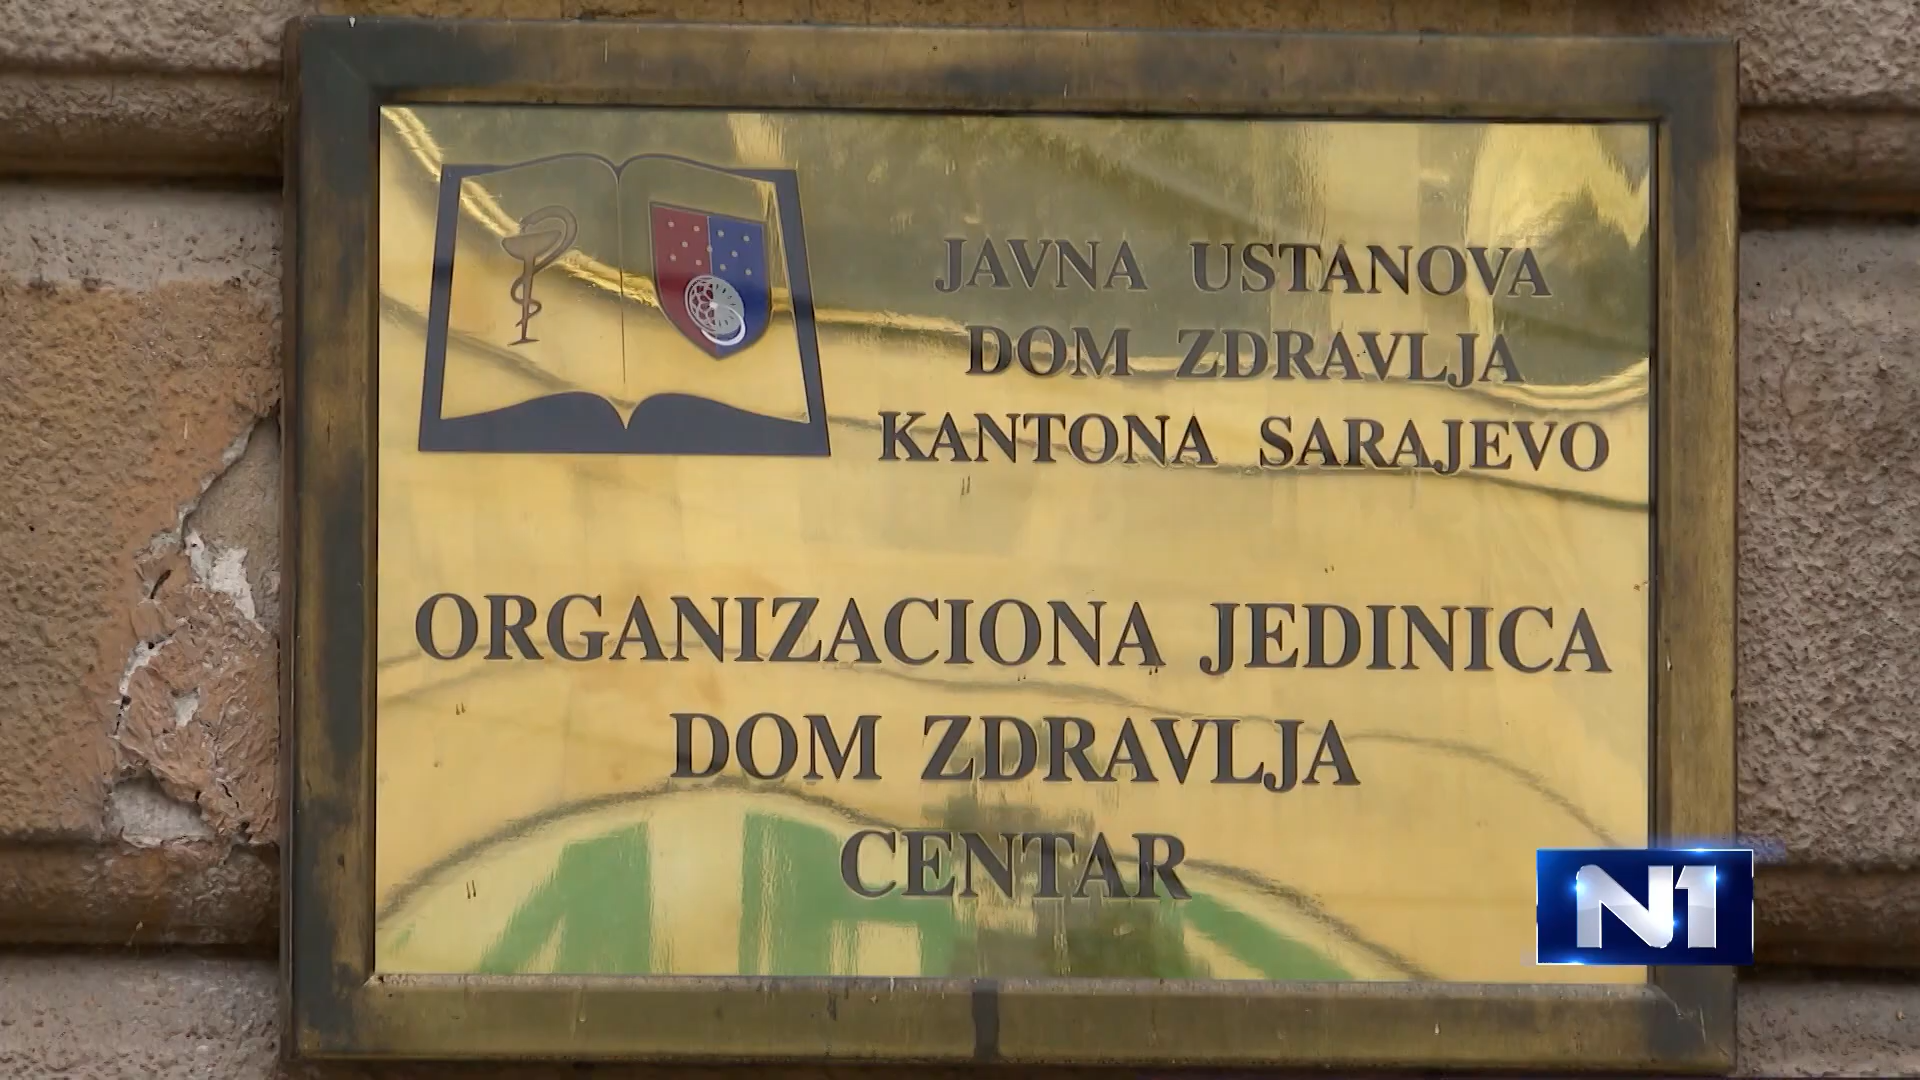 JAVNA USTANOVA
DOM ZDRAVLJA
KANTONA SARAJEVO
ORGANIZACIONA JEDINICA
DOM ZDRAVLJA
CENTAR
N1